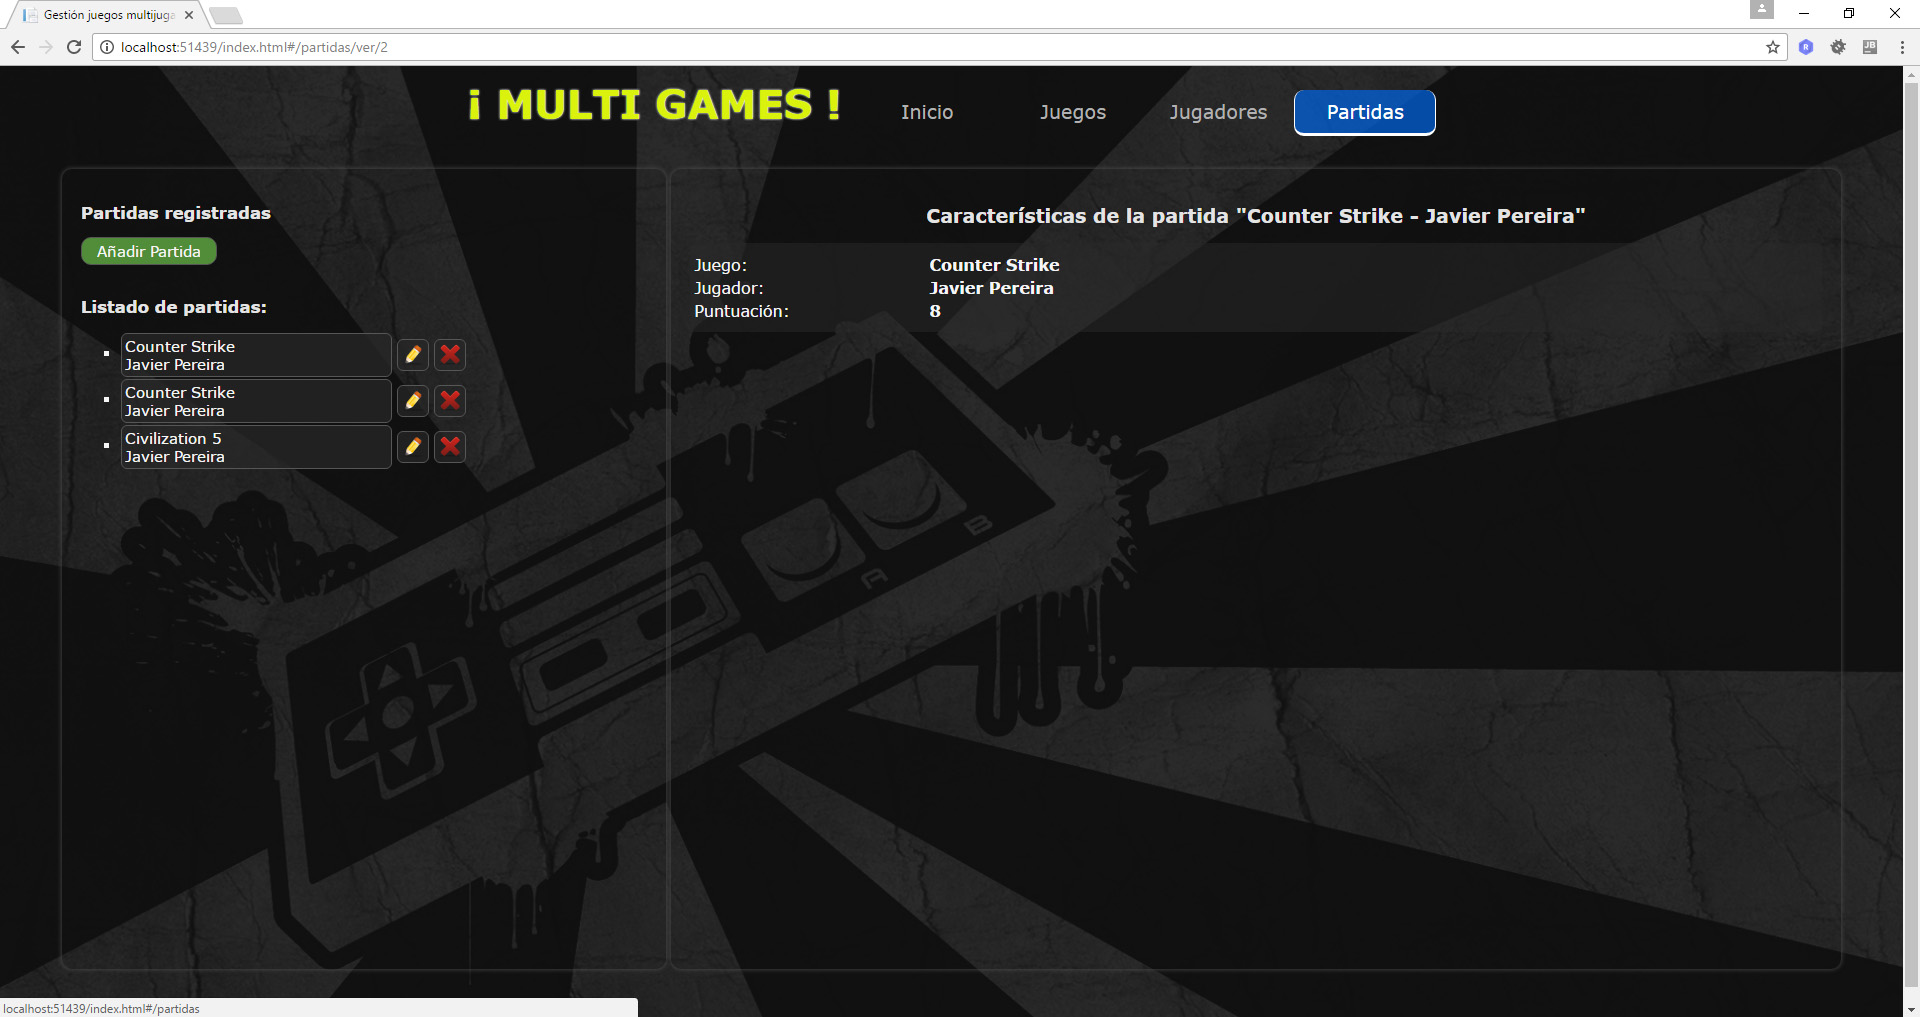 Gestión juegos multijuga
localhost:51439/index.html#/partidas/ver/2
¡ MULTI GAMES !
Inicio
Juegos
Jugadores
Partidas
Partidas registradas
Añadir Partida
Listado de partidas:
Counter Strike
Javier Pereira
Counter Strike
Javier Pereira
Civilization 5
Javier Pereira
Características de la partida "Counter Strike - Javier Pereira"
Juego: Counter Strike
Jugador: Javier Pereira
Puntuación: 8
A
B
localhost:51439/index.html#/partidas